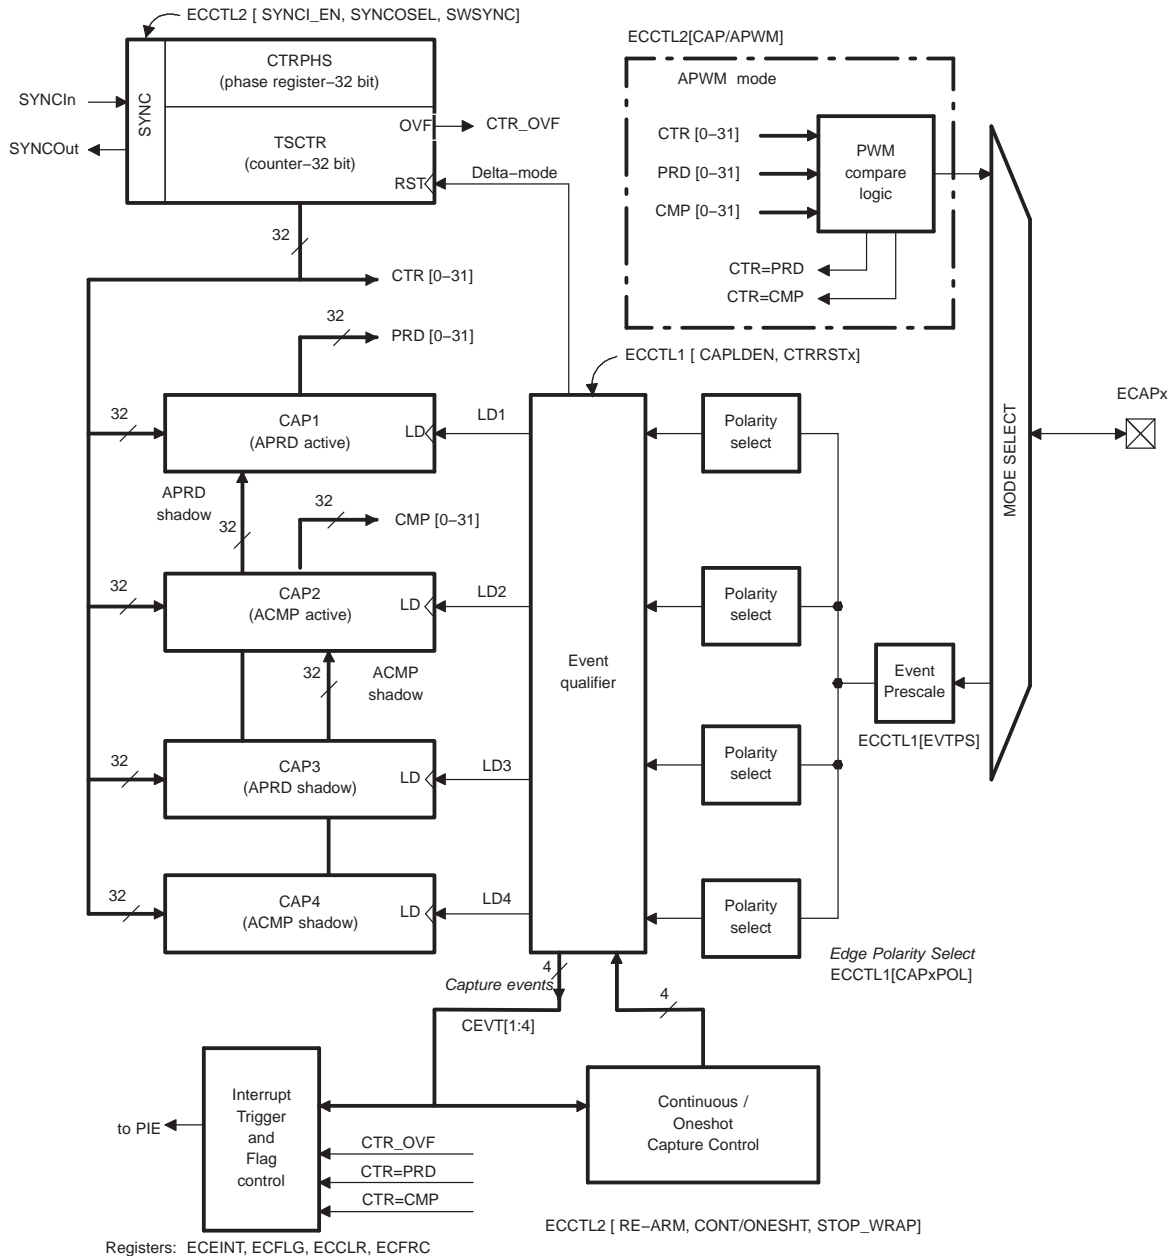 ECCTL2 [ SYNCI_EN, SYNCOSEL, SWSYNC]
SYNC
CTRPHS
(phase register−32 bit)
SYNCIn
SYNCOut
TSCTR
(counter−32 bit)
OVF
CTR_OVF
RST
Delta−mode
32
CTR [0−31]
32
PRD [0−31]
ECCTL2[CAP/APWM]
APWM mode
CTR [0−31]
PRD [0−31]
CMP [0−31]
PWM
compare
logic
CTR=PRD
CTR=CMP
ECCTL1 [ CAPLDEN, CTRRSTx]
32
CAP1
(APRD active)
LD
LD1
Polarity
select
MODE SELECT
ECAPx
APRD
shadow
32
32
CMP [0−31]
32
CAP2
(ACMP active)
LD
LD2
Polarity
select
32
ACMP
shadow
Event
qualifier
Event
Prescale
ECCTL1[EVTPS]
32
CAP3
(APRD shadow)
LD
LD3
Polarity
select
32
CAP4
(ACMP shadow)
LD
LD4
Polarity
select
Edge Polarity Select
ECCTL1[CAPxPOL]
4
Capture events
CEVT[1:4]
4
Interrupt
Trigger
and
Flag
control
to PIE
CTR_OVF
CTR=PRD
CTR=CMP
Continuous /
Oneshot
Capture Control
ECCTL2 [ RE−ARM, CONT/ONESHT, STOP_WRAP]
Registers: ECEINT, ECFLG, ECCLR, ECFRC